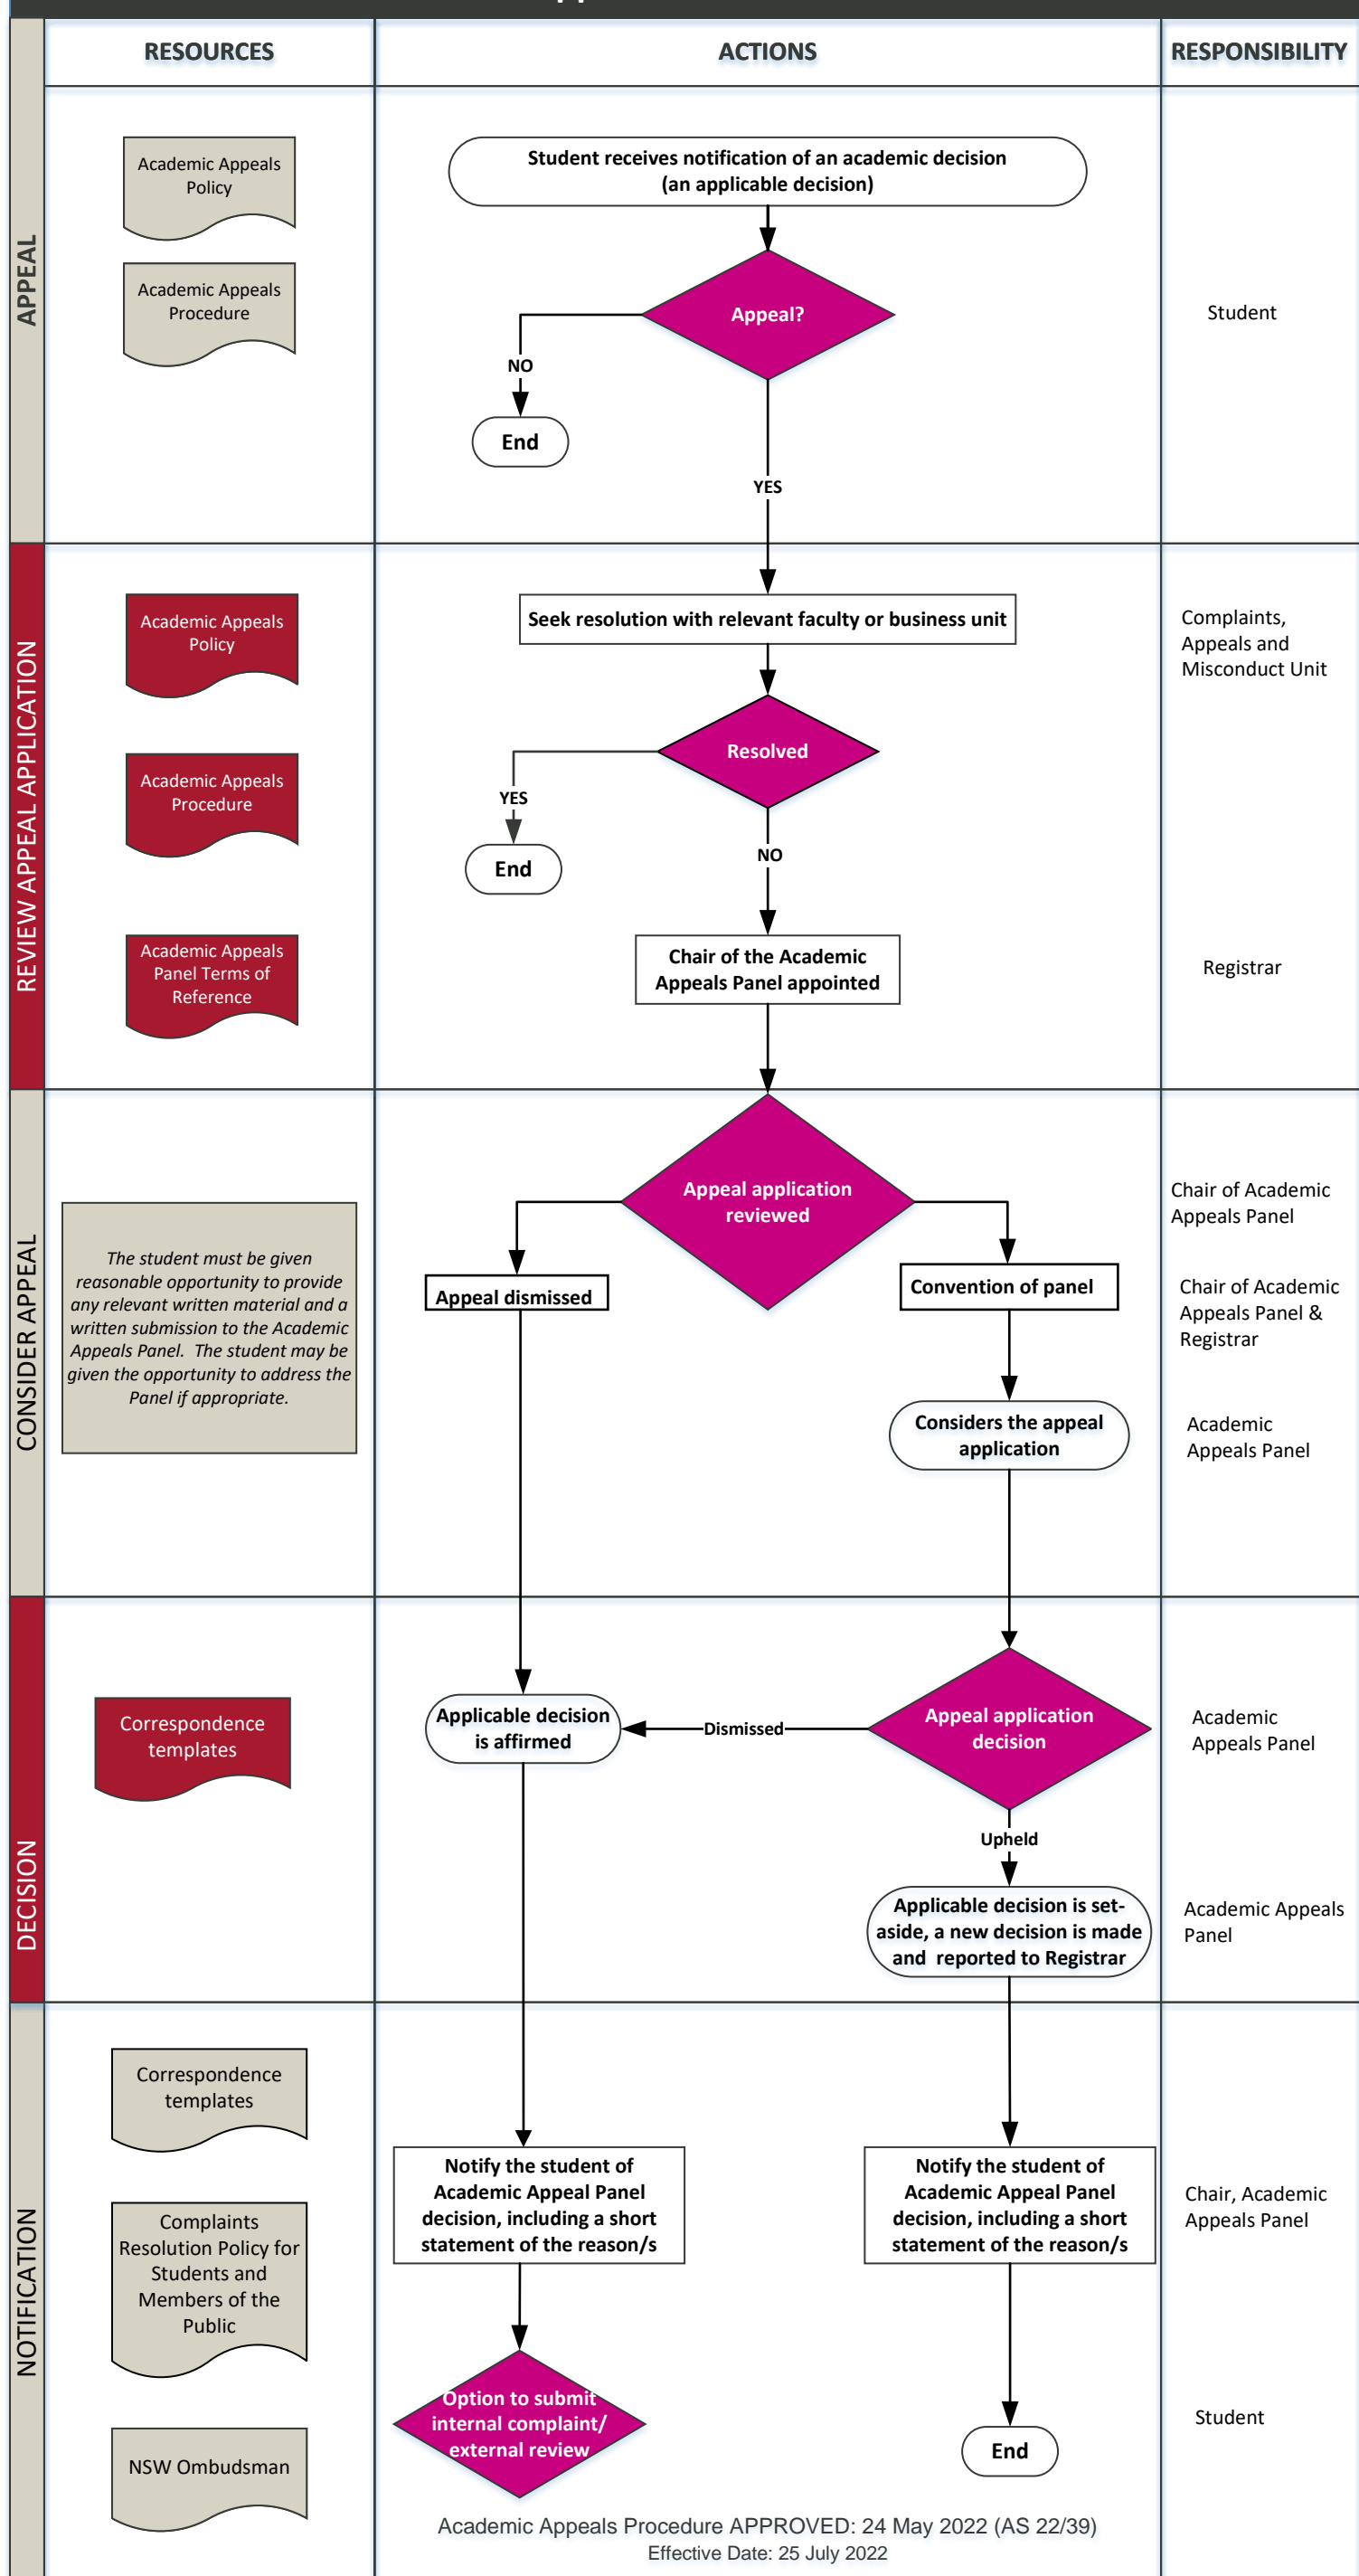 RESOURCES
ACTIONS
RESPONSIBILITY
APPEAL
Academic Appeals
Policy
Academic Appeals
Procedure
Student receives notification of an academic decision
(an applicable decision)
Appeal?
NO
End
YES
Student
REVIEW APPEAL APPLICATION
Academic Appeals
Policy
Academic Appeals
Procedure
Academic Appeals
Panel Terms of
Reference
Seek resolution with relevant faculty or business unit
Resolved
YES
End
NO
Chair of the Academic
Appeals Panel appointed
Complaints,
Appeals and
Misconduct Unit
Registrar
CONSIDER APPEAL
The student must be given
reasonable opportunity to provide
any relevant written material and a
written submission to the Academic
Appeals Panel.  The student may be
given the opportunity to address the
Panel if appropriate.
Appeal application
reviewed
Appeal dismissed
Convention of panel
Considers the appeal
application
Chair of Academic
Appeals Panel
Chair of Academic
Appeals Panel &
Registrar
Academic
Appeals Panel
DECISION
Correspondence
templates
Applicable decision
is affirmed
Dismissed
Appeal application
decision
Upheld
Applicable decision is set-
aside, a new decision is made
and  reported to Registrar
Academic
Appeals Panel
Academic Appeals
Panel
NOTIFICATION
Correspondence
templates
Complaints
Resolution Policy for
Students and
Members of the
Public
NSW Ombudsman
Notify the student of
Academic Appeal Panel
decision, including a short
statement of the reason/s
Notify the student of
Academic Appeal Panel
decision, including a short
statement of the reason/s
Option to submit
internal complaint/
external review
End
Chair, Academic
Appeals Panel
Student
Academic Appeals Procedure APPROVED: 24 May 2022 (AS 22/39)
Effective Date: 25 July 2022